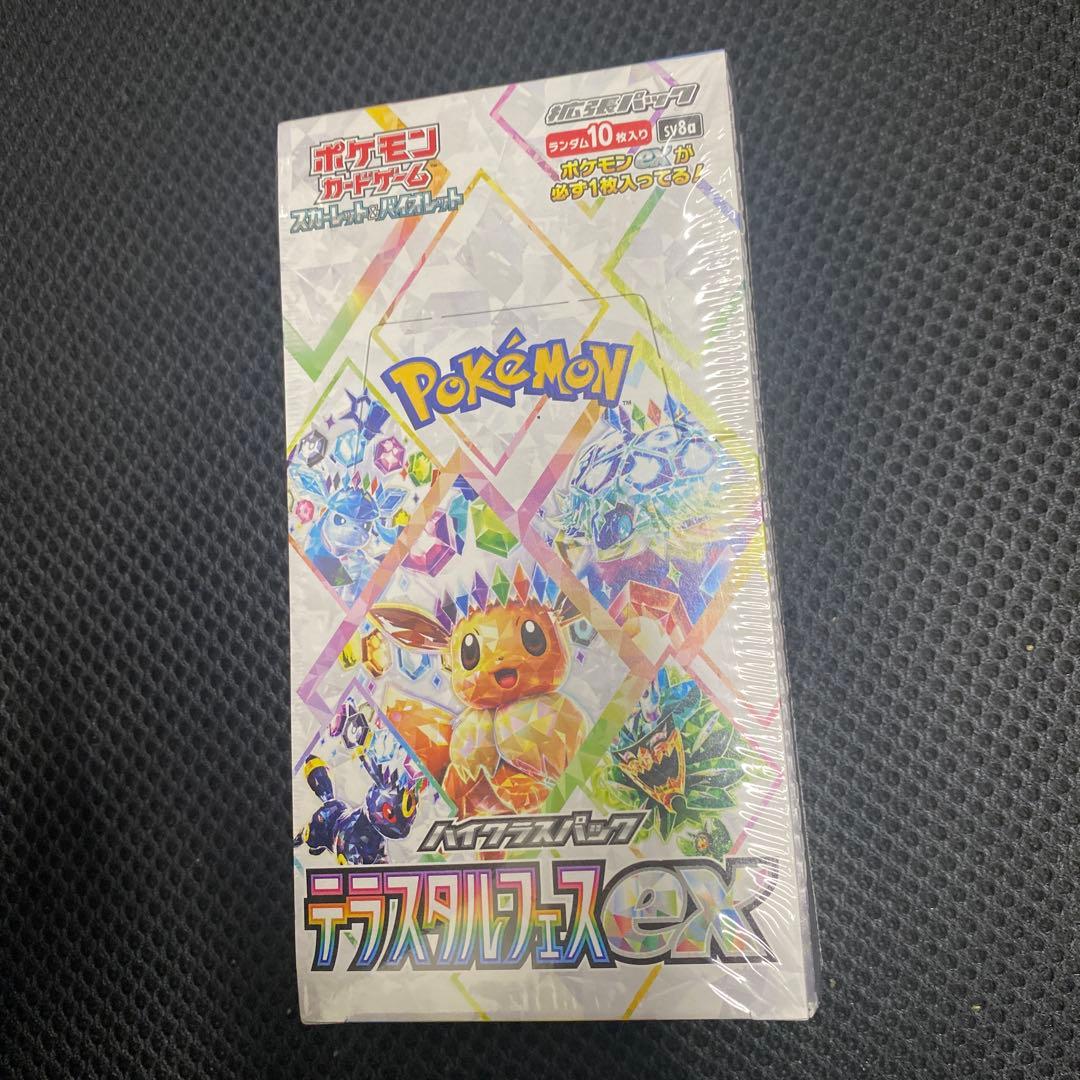 ポケモン
カードゲーム
スカーレット&バイオレット
拡張パック
ランダム10枚入り sv8a
ポケモンexが
必ず1枚入ってる!
POKÉMON
TM
ハイクラスパック
テラスタルフェスex